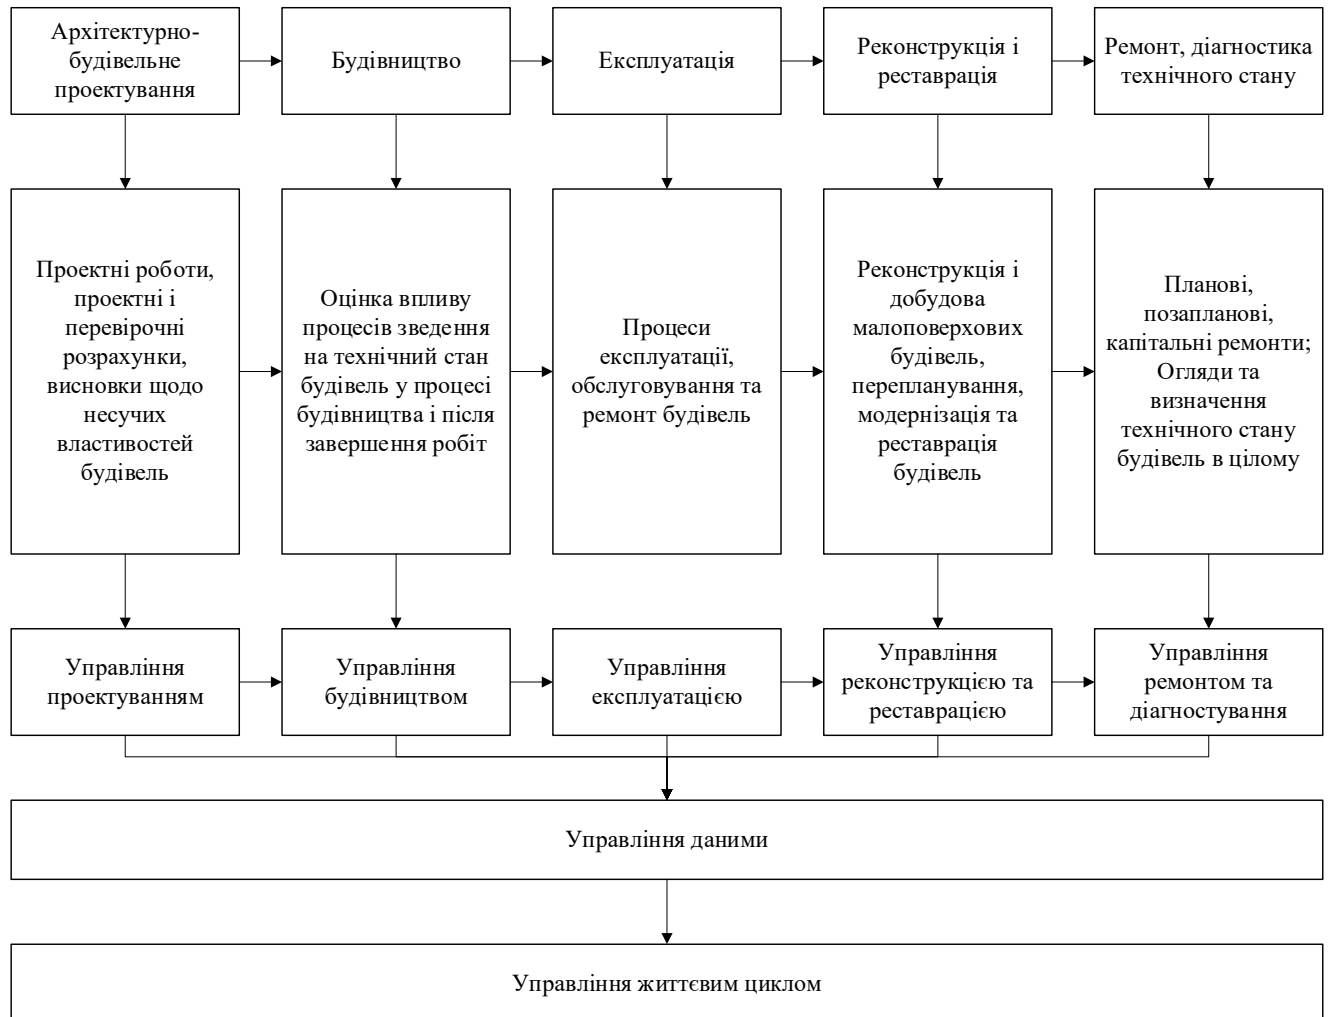 Архітектурно-
будівельне
проектування
Будівництво
Експлуатація
Реконструкція і
реставрація
Ремонт, діагностика
технічного стану
Проектні роботи,
проектні і
перевірочні
розрахунки,
висновки щодо
несучих
властивостей
будівель
Оцінка впливу
процесів зведення
на технічний стан
будівель у процесі
будівництва і після
завершення робіт
Процеси
експлуатації,
обслуговування та
ремонт будівель
Реконструкція і
добудова
малоповерхових
будівель,
перепланування,
модернізація та
реставрація
будівель
Планові,
позапланові,
капітальні ремонти;
Огляди та
визначення
технічного стану
будівель в цілому
Управління
проектуванням
Управління
будівництвом
Управління
експлуатацією
Управління
реконструкцією та
реставрацією
Управління
ремонтом та
діагностування
Управління даними
Управління життєвим циклом